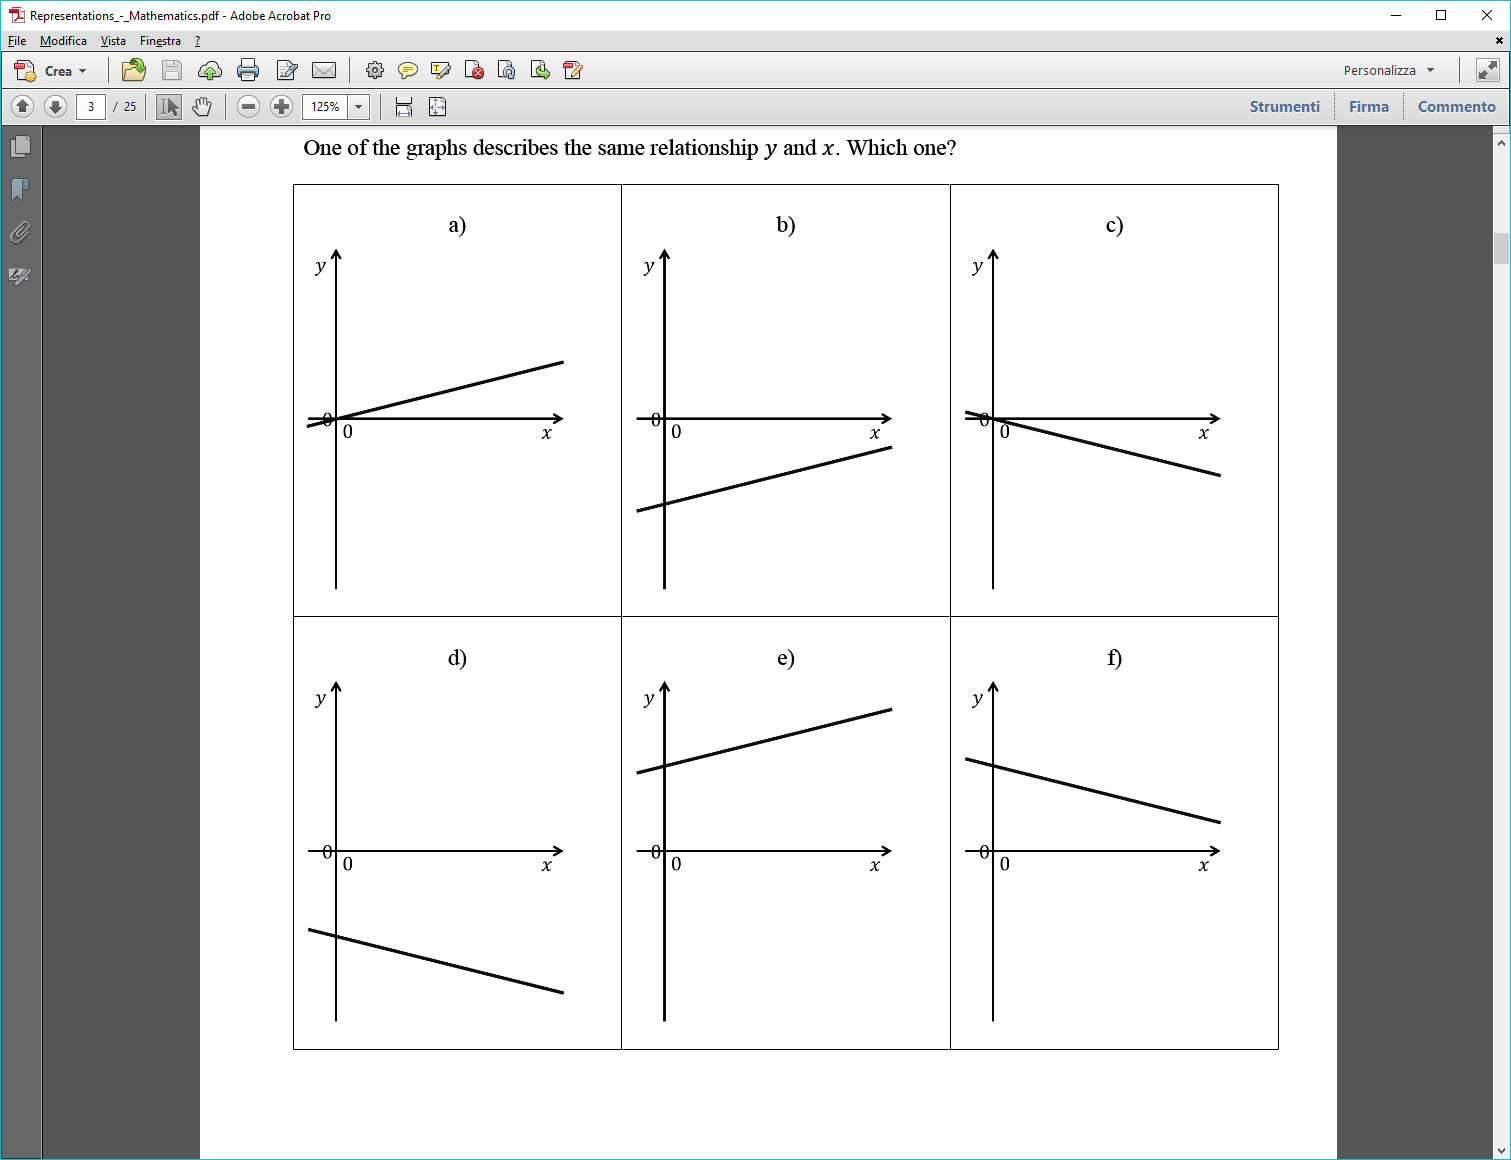 Representations_-_Mathematics.pdf - Adobe Acrobat Pro
File Modifica Vista Finestra ?
Crea
Personalizza
3 / 25
125%
Strumenti Firma Commento
One of the graphs describes the same relationship y and x. Which one?
a) b) c)
y y y
0 0 0
0 x 0 x 0 x
d) e) f)
y y y
0 0 0
0 x 0 x 0 x